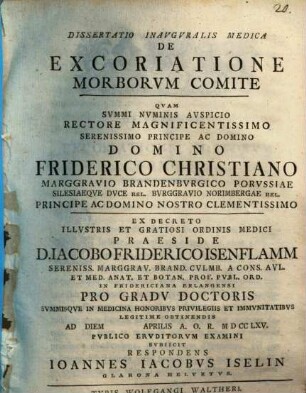 20.
DISSERTATIO INAVGVRALIS MEDICA
DE
EXCORIATIONE
MORBORVM COMITE
QVAM
SVMMI NVMINIS AVSPICIO
RECTORE MAGNIFICENTISSIMO
SERENISSIMO PRINCIPE AC DOMINO
DOMINO
FRIDERICO CHRISTIANO
MARGGRAVIO BRANDENBVRGICO PORVSSIAE
SILESIAEQVE DVCE REL. BVRGGRAVIO NORIMBERGAE REL.
PRINCIPE AC DOMINO NOSTRO CLEMENTISSIMO
EX DECRETO
ILLVSTRIS ET GRATIOSI ORDINIS MEDICI
PRAESIDE
D. IACOBO FRIDERICO ISENFLAMM
SERENISS. MARGGRAV. BRAND. CVLMB. A CONS. AVL.
ET MED. ANAT. ET BOTAN. PROF. PVBL. ORD.
IN FRIDERICIANA ERLANGENSI
PRO GRADV DOCTORIS
SVMMISQVE IN MEDICINA HONORIBVS PRIVILEGIIS ET IMMVNITATIBVS
LEGITIME OBTINENDIS
AD DIEM APRILIS A. O. R. MDCCLXV.
PVBLICO ERVDITORVM EXAMINI
SVBIICIT
RESPONDENS
IOANNES IACOBVS ISELIN
GLARONA HELVETVS.
TYPIS WOLFGANGI WALTHERI.